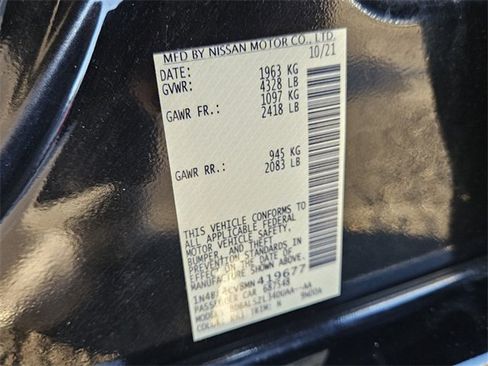 MFD BY NISSAN MOTOR CO., LTD.
DATE: 10/21
GVWR: 1963 KG
4328 LB
GAWR FR.: 1097 KG
2418 LB
GAWR RR.: 945 KG
2083 LB
THIS VEHICLE CONFORMS TO
ALL APPLICABLE FEDERAL
MOTOR VEHICLE SAFETY,
BUMPER, AND THEFT
PREVENTION STANDARDS IN
EFFECT ON THE DATE OF
MANUFACTURE SHOWN ABOVE.
419677
PASSENGER CAR 687548
TRIM: N